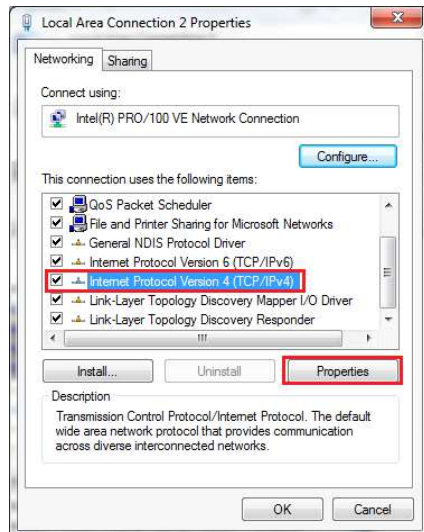 Local Area Connection 2 Properties
Networking
Sharing
Connect using:
Intel(R) PRO/100 VE Network Connection
Configure...
This connection uses the following items:
QoS Packet Scheduler
File and Printer Sharing for Microsoft Networks
General NDIS Protocol Driver
Internet Protocol Version 6 (TCP/IPv6)
Internet Protocol Version 4 (TCP/IPv4)
Link-Layer Topology Discovery Mapper I/O Driver
Link-Layer Topology Discovery Responder
Install...
Uninstall
Properties
Description
Transmission Control Protocol/Internet Protocol. The default
wide area network protocol that provides communication
across diverse interconnected networks.
OK
Cancel